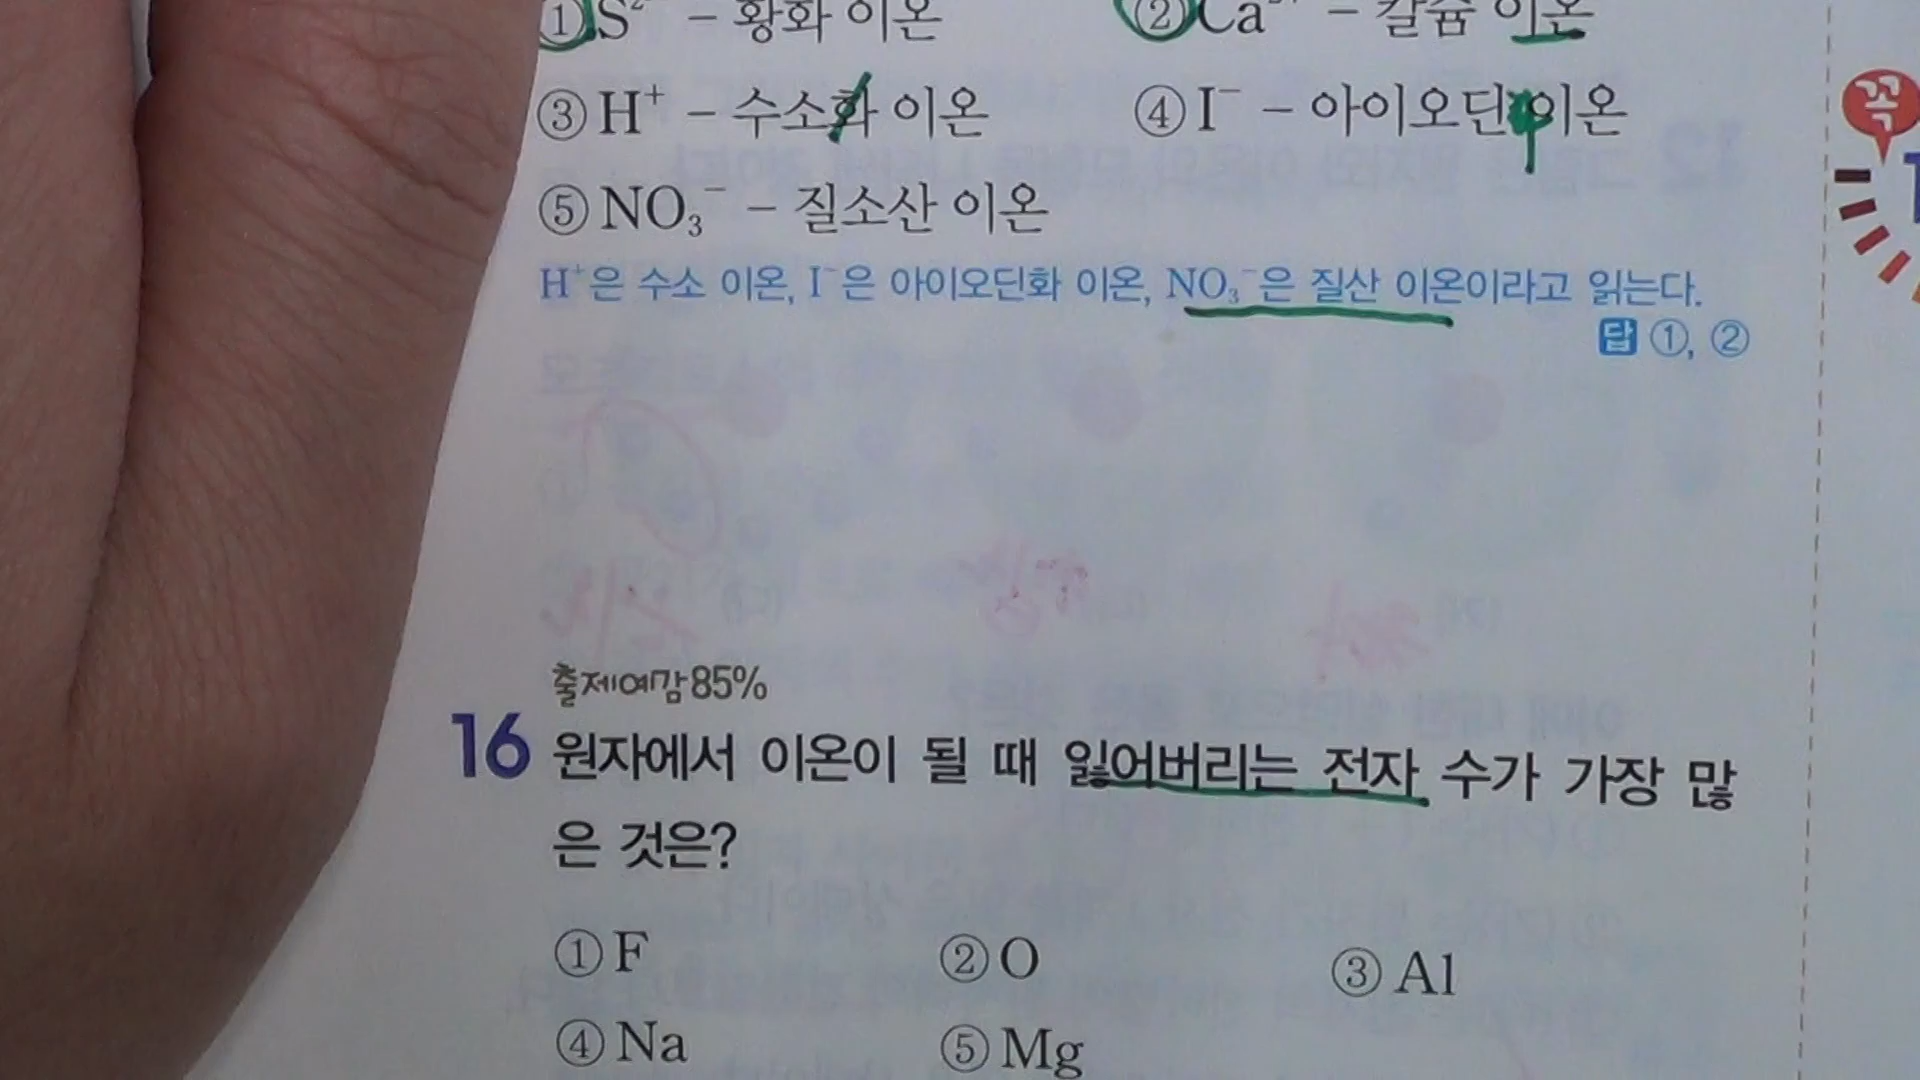 ① S²⁻ – 황화 이온 ② Ca²⁺ – 칼슘 이온
③ H⁺ – 수소화 이온 ④ I⁻ – 아이오딘 이온
⑤ NO₃⁻ – 질소산 이온
H⁺은 수소 이온, I⁻은 아이오딘화 이온, NO₃⁻은 질산 이온이라고 읽는다.
답 ①, ②
꼭
출제예감 85%
16 원자에서 이온이 될 때 잃어버리는 전자 수가 가장 많
은 것은?
① F ② O ③ Al
④ Na ⑤ Mg